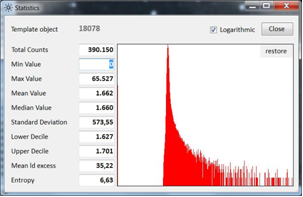 Statistics
Template object 18078 Logarithmic Close
restore
Total Counts 390.150
Min Value 0
Max Value 65.527
Mean Value 1.662
Median Value 1.660
Standard Deviation 573,55
Lower Decile 1.627
Upper Decile 1.701
Mean ld excess 35,22
Entropy 6,63